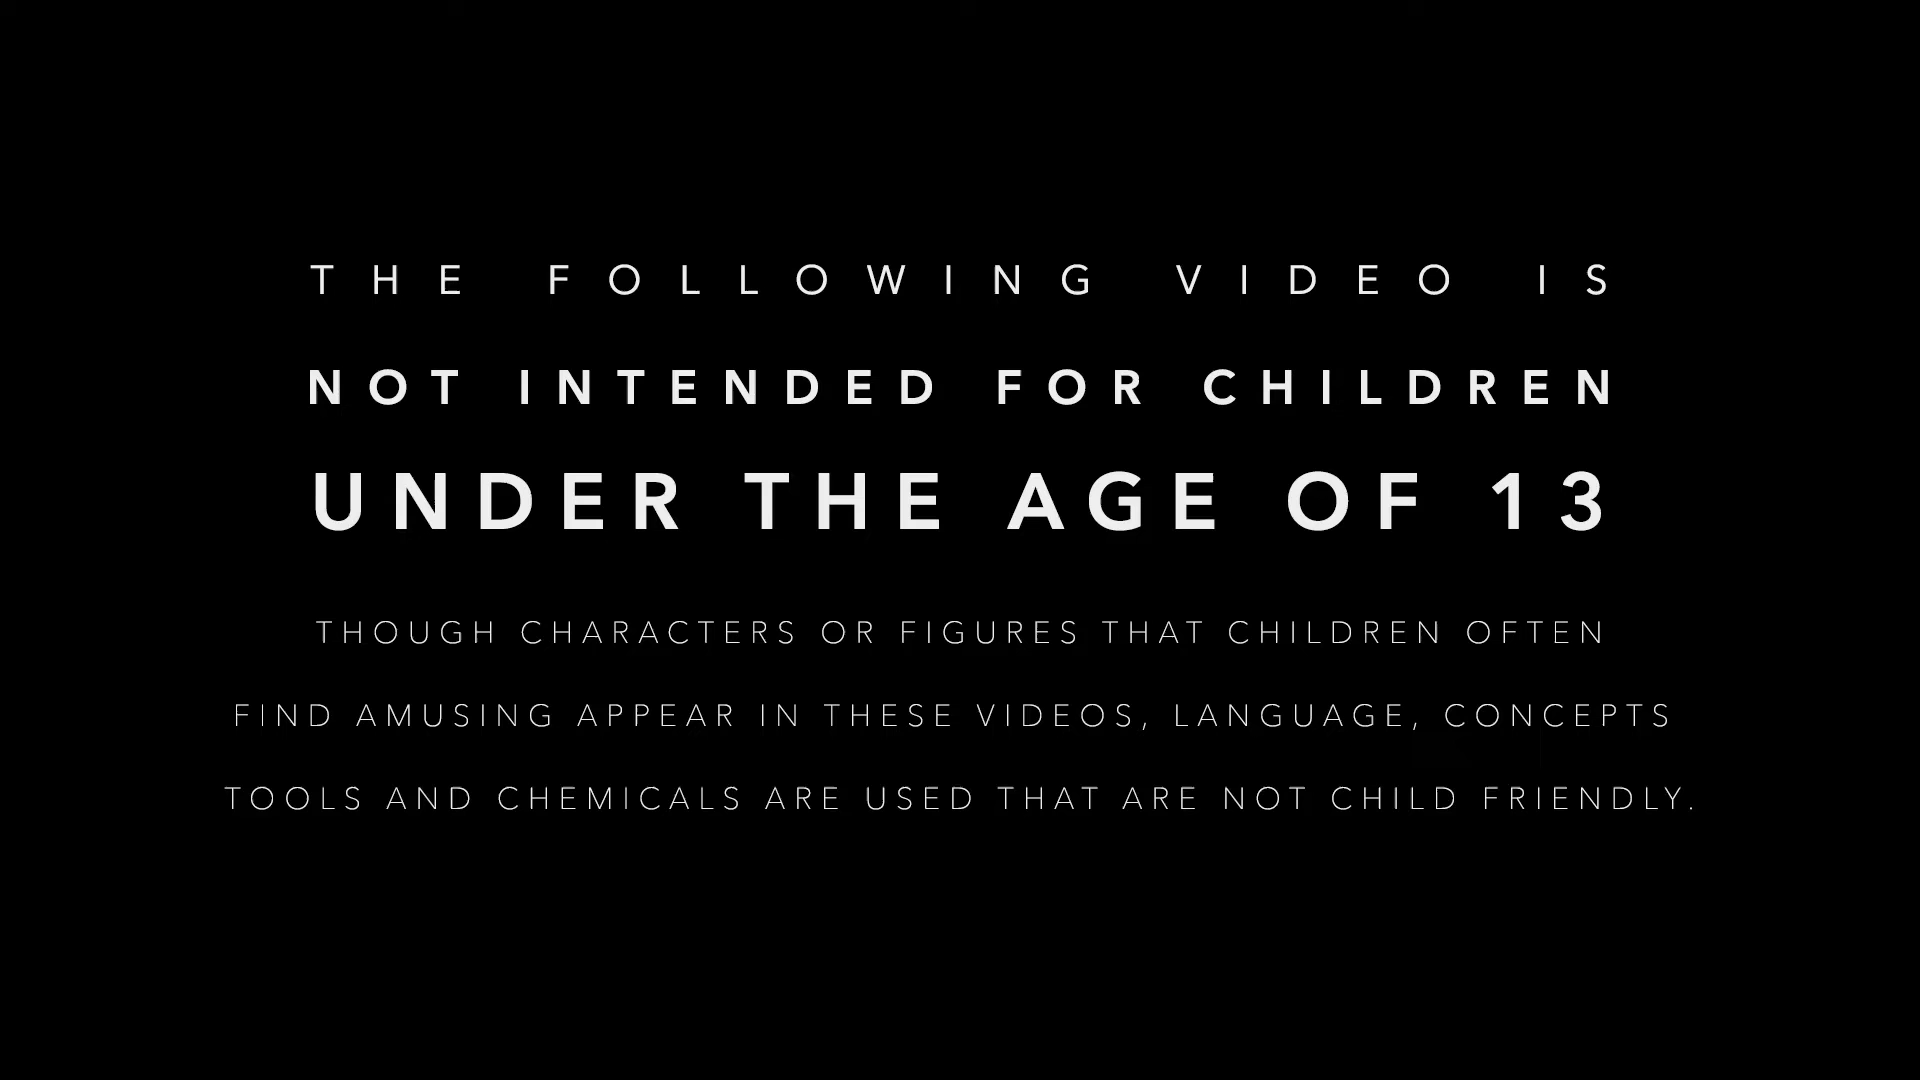 THE FOLLOWING VIDEO IS
NOT INTENDED FOR CHILDREN
UNDER THE AGE OF 13
THOUGH CHARACTERS OR FIGURES THAT CHILDREN OFTEN
FIND AMUSING APPEAR IN THESE VIDEOS, LANGUAGE, CONCEPTS
TOOLS AND CHEMICALS ARE USED THAT ARE NOT CHILD FRIENDLY.